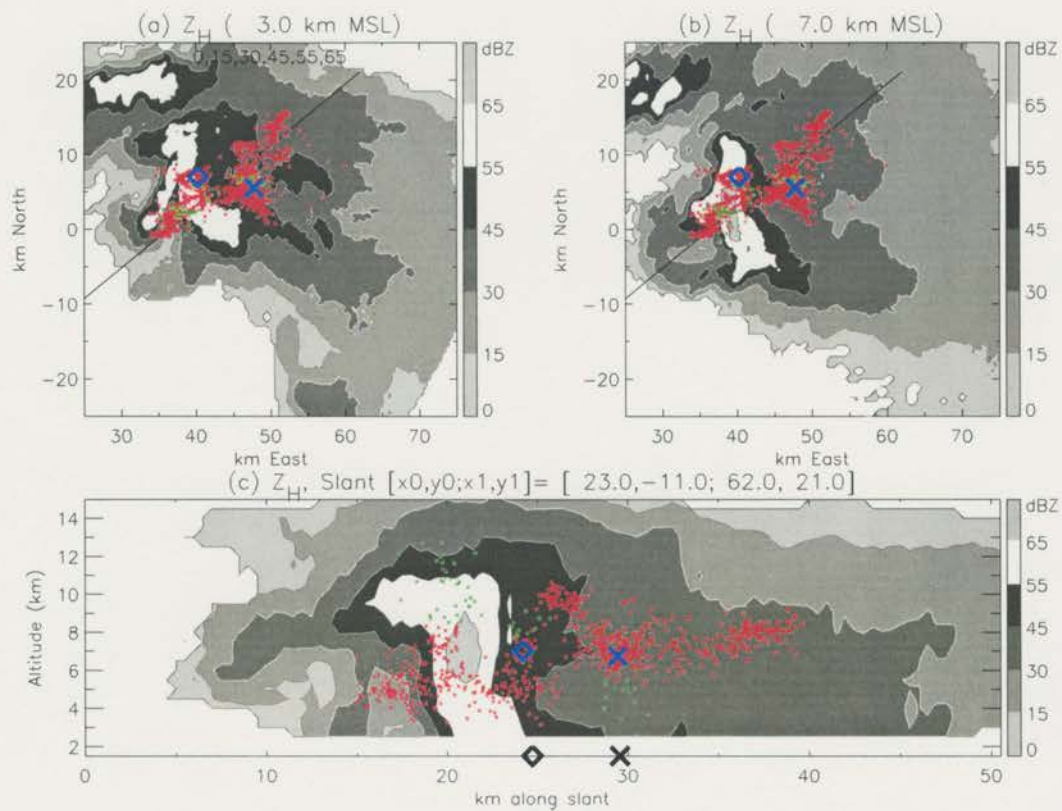 (a) Z_H ( 3.0 km MSL)
0,15,30,45,55,65
dBZ
65
55
45
30
15
0
20
10
0
-10
-20
km North
30 40 50 60 70
km East
(b) Z_H ( 7.0 km MSL)
dBZ
65
55
45
30
15
0
20
10
0
-10
-20
km North
30 40 50 60 70
km East
(c) Z_H, Slant [x0,y0;x1,y1]= [ 23.0,-11.0; 62.0, 21.0]
dBZ
65
55
45
30
15
0
14
12
10
8
6
4
2
Altitude (km)
0 10 20 30 40 50
km along slant